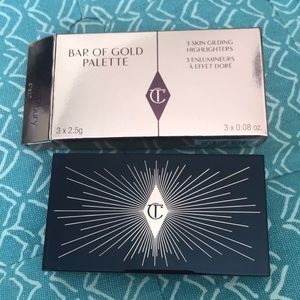 BAR OF GOLD
PALETTE
3 SKIN GILDING
HIGHLIGHTERS
3 ENLUMINEURS
À EFFET DORÉ
3 x 2.5g
3 x 0.08 oz.
CT
CT